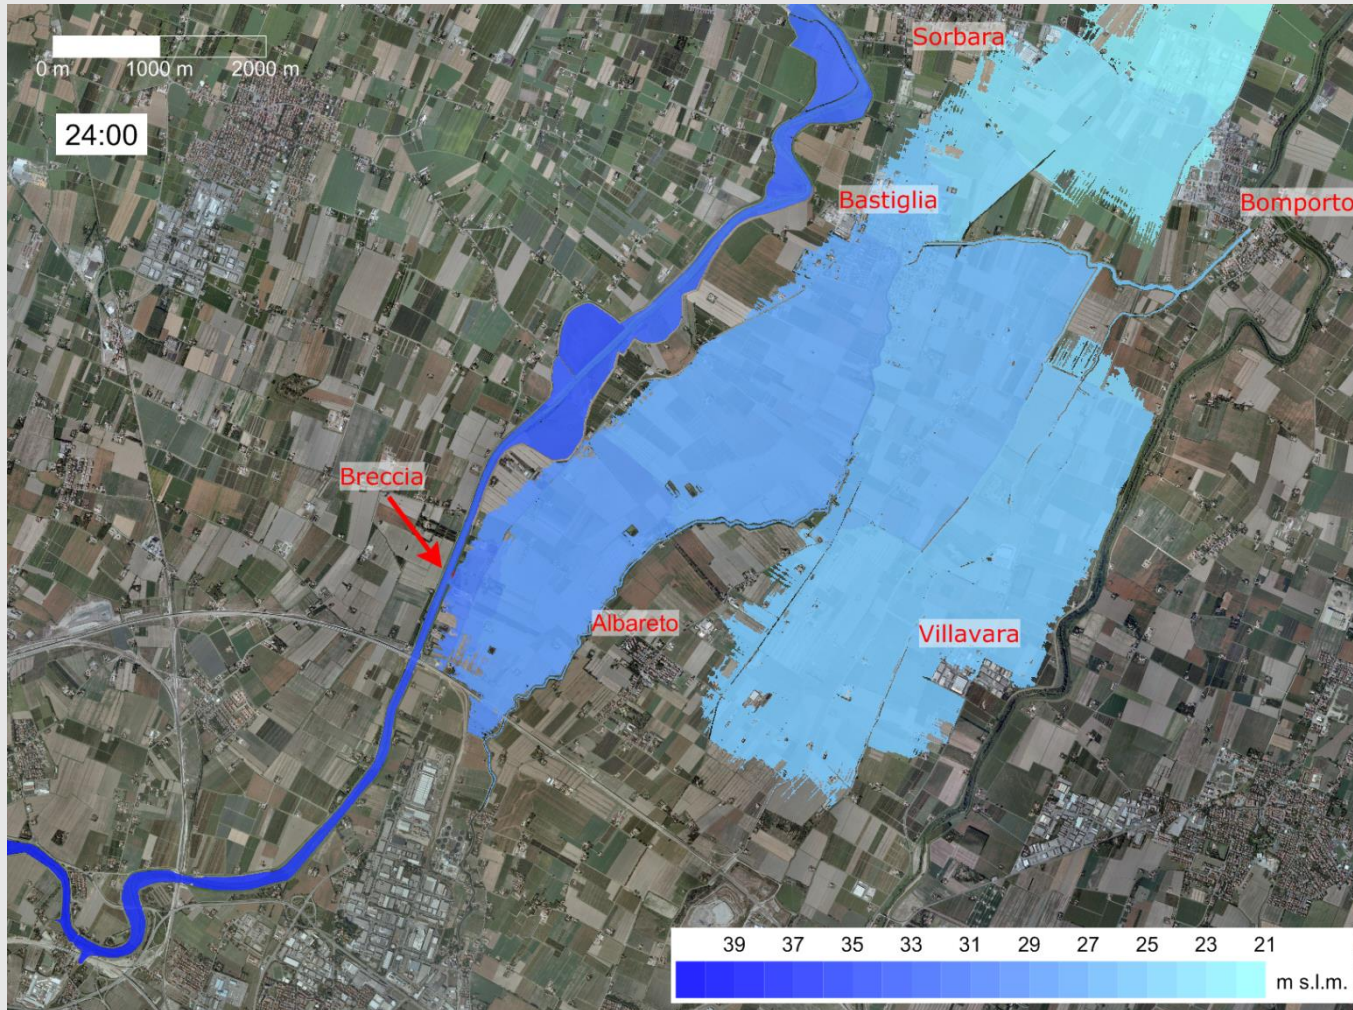 Sorbara
0 m 1000 m 2000 m
24:00
Bastiglia
Bomporto
Breccia
Albareto
Villavara
39 37 35 33 31 29 27 25 23 21
m s.l.m.